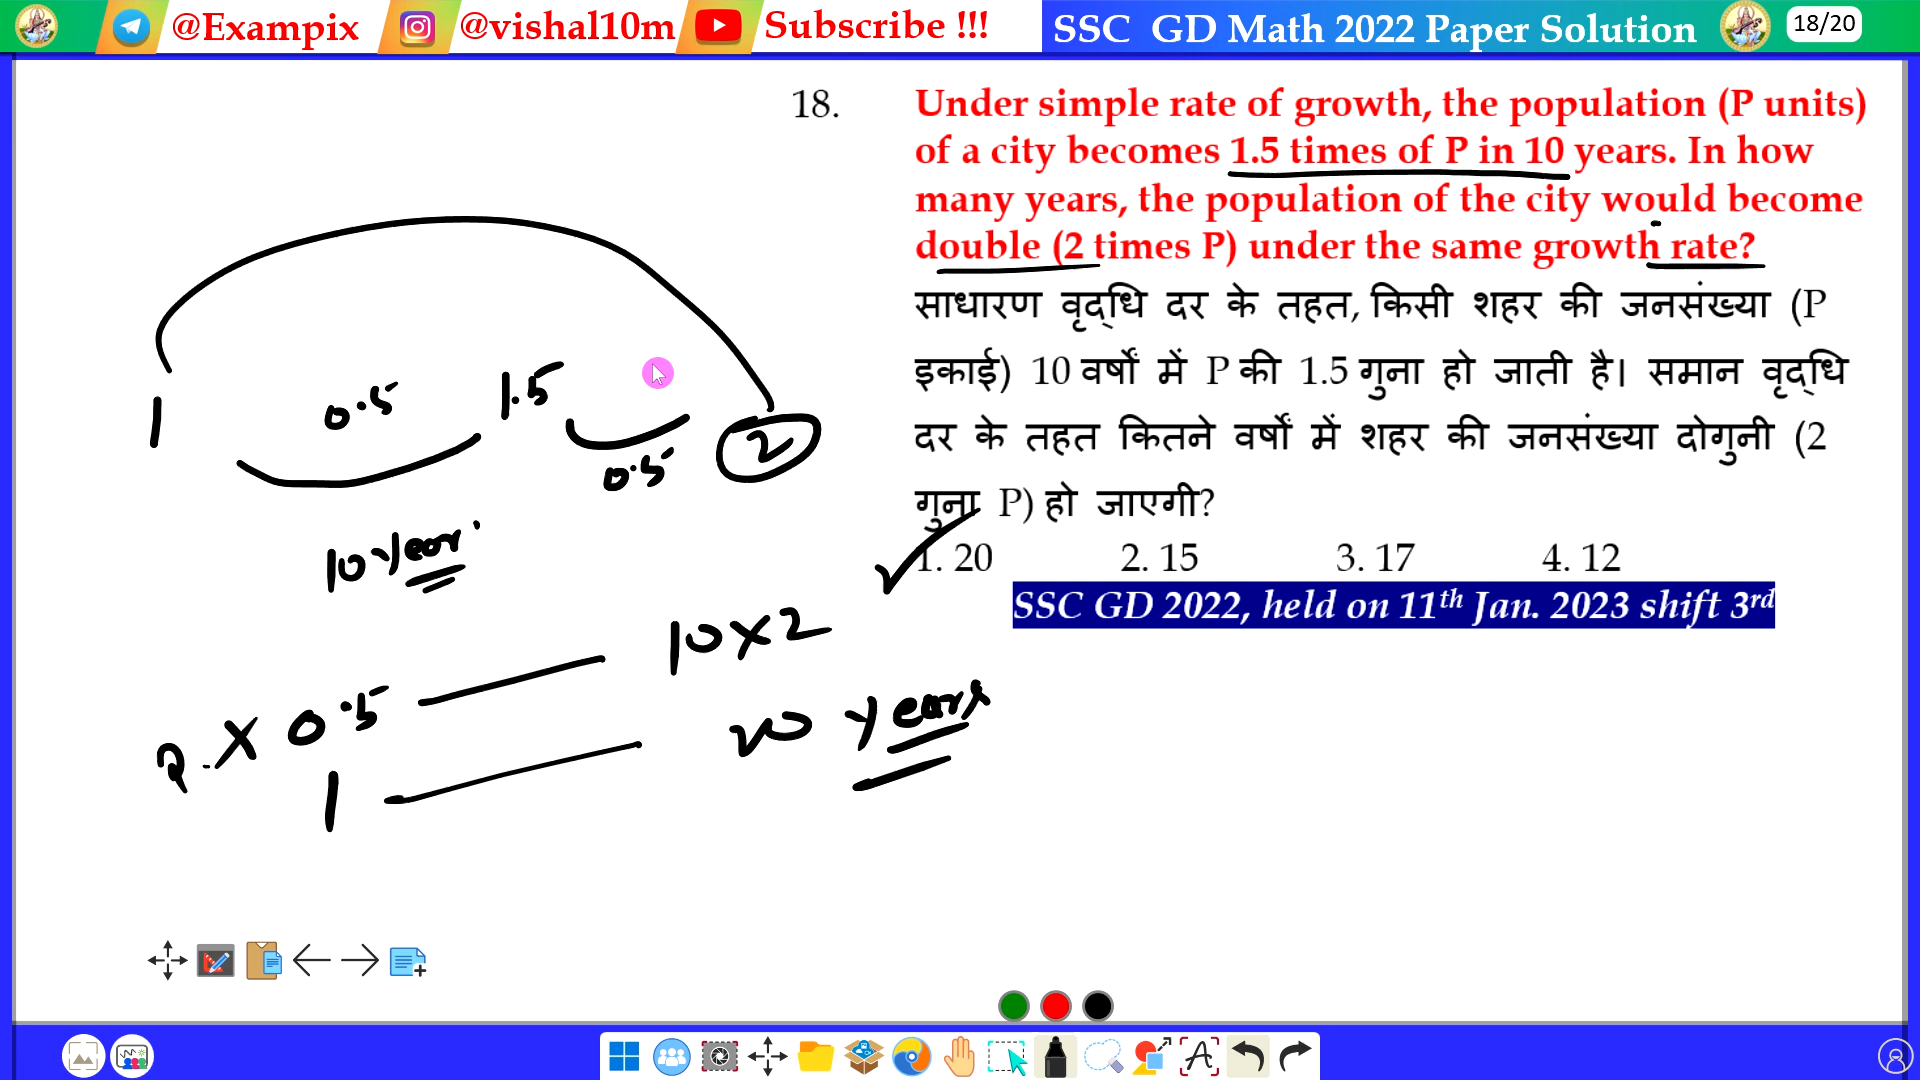 @Exampix @vishal10m Subscribe !!! SSC GD Math 2022 Paper Solution 18/20
18. Under simple rate of growth, the population (P units)
of a city becomes 1.5 times of P in 10 years. In how
many years, the population of the city would become
double (2 times P) under the same growth rate?
साधारण वृद्धि दर के तहत, किसी शहर की जनसंख्या (P
इकाई) 10 वर्षों में P की 1.5 गुना हो जाती है। समान वृद्धि
दर के तहत कितने वर्षों में शहर की जनसंख्या दोगुनी (2
गुना P) हो जाएगी?
1. 20 2. 15 3. 17 4. 12
SSC GD 2022, held on 11th Jan. 2023 shift 3rd
1 0.5 1.5 0.5 2
10 year
10 x 2
2 x 0.5
20 years
1